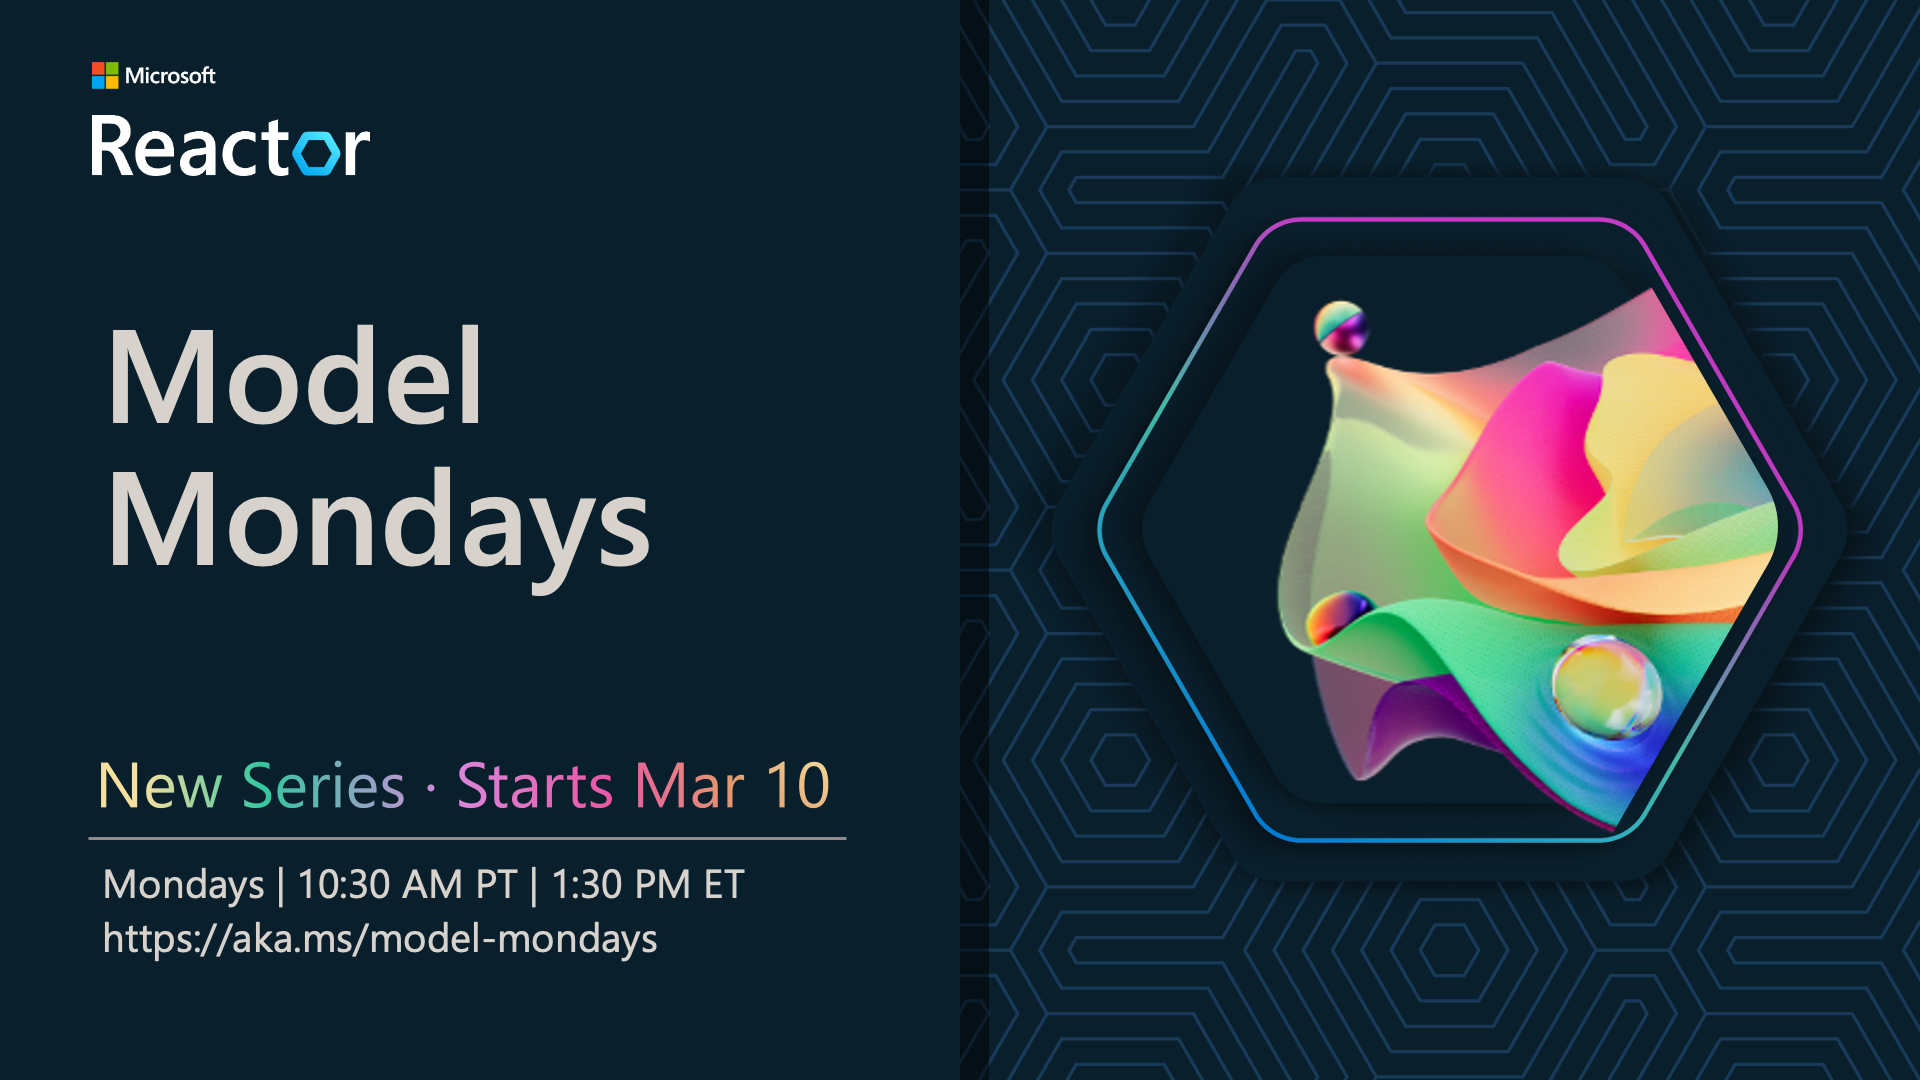 Microsoft
Reactor
Model
Mondays
New Series · Starts Mar 10
Mondays | 10:30 AM PT | 1:30 PM ET
https://aka.ms/model-mondays